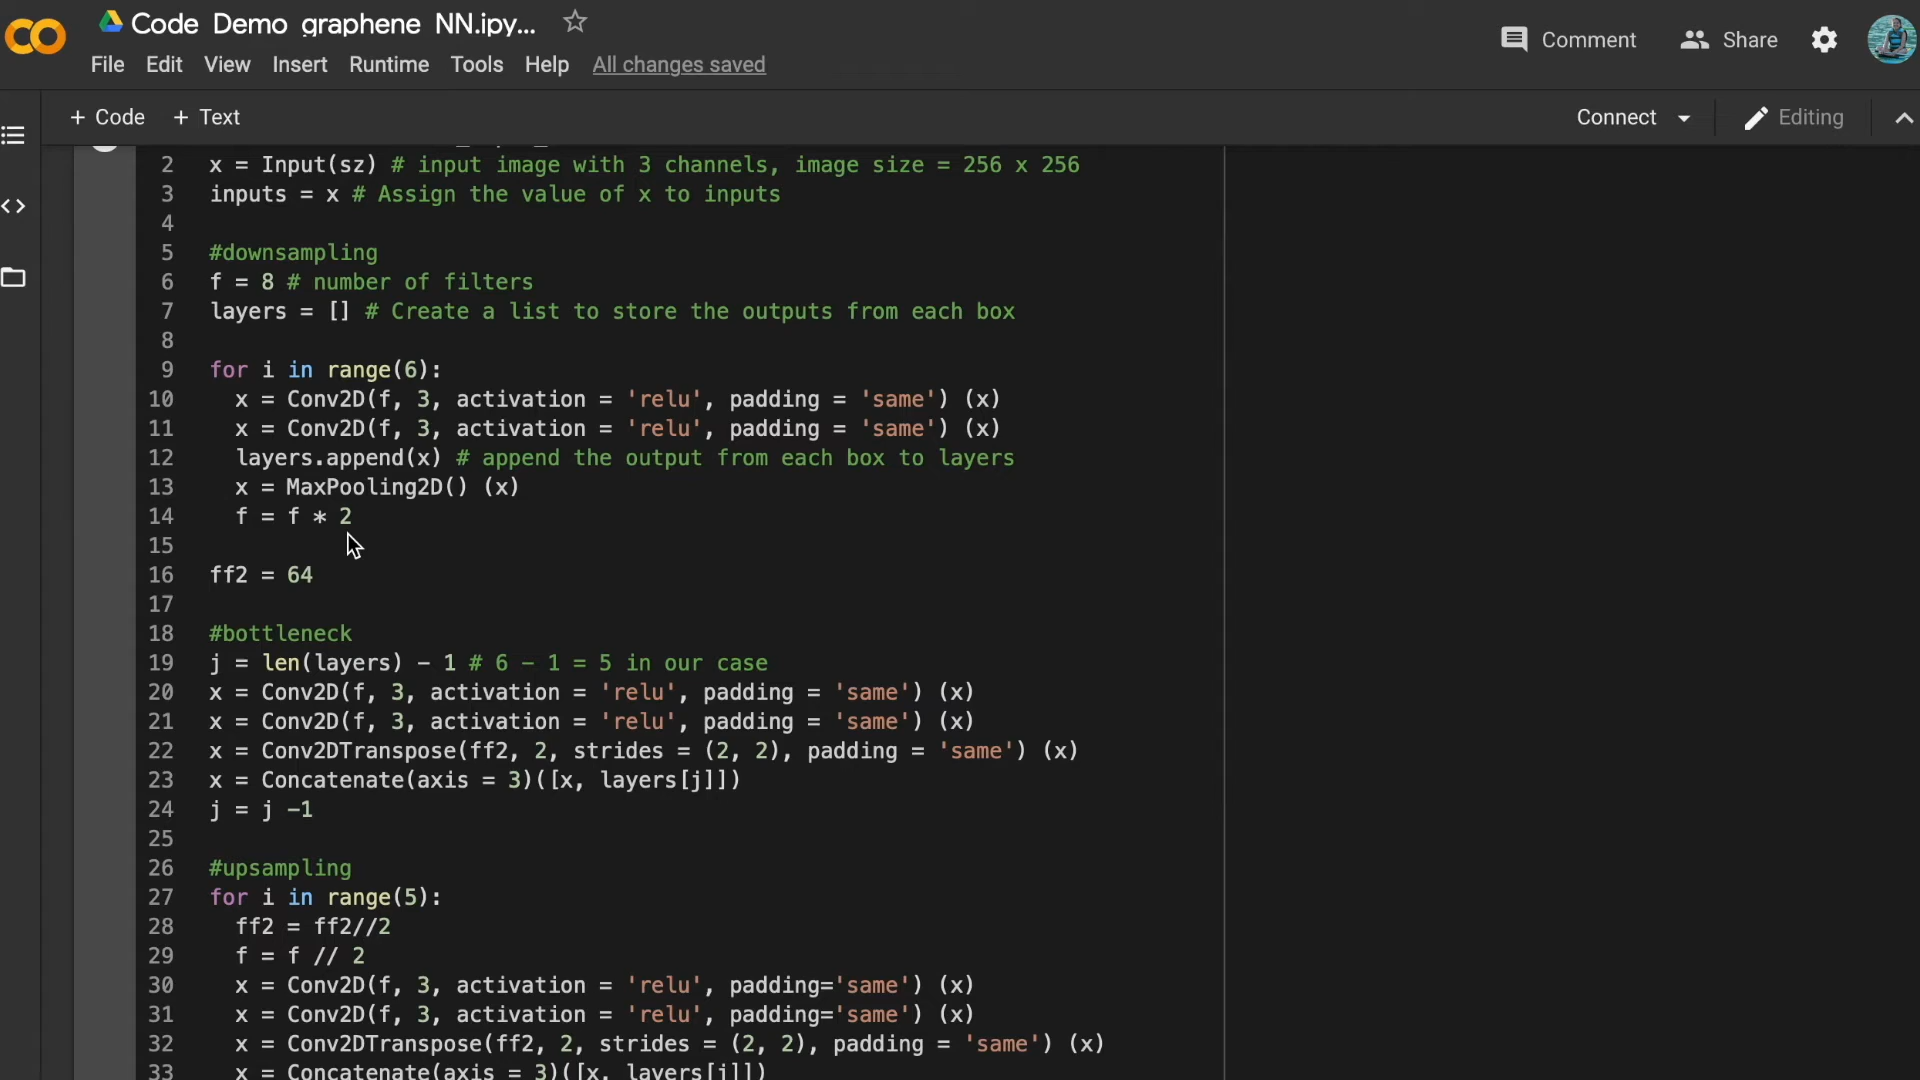 Code Demo graphene NN.ipy...
File Edit View Insert Runtime Tools Help All changes saved
Comment Share
+ Code + Text
Connect Editing
2 x = Input(sz) # input image with 3 channels, image size = 256 x 256
3 inputs = x # Assign the value of x to inputs
4
5 #downsampling
6 f = 8 # number of filters
7 layers = [] # Create a list to store the outputs from each box
8
9 for i in range(6):
10 x = Conv2D(f, 3, activation = 'relu', padding = 'same') (x)
11 x = Conv2D(f, 3, activation = 'relu', padding = 'same') (x)
12 layers.append(x) # append the output from each box to layers
13 x = MaxPooling2D() (x)
14 f = f * 2
15
16 ff2 = 64
17
18 #bottleneck
19 j = len(layers) - 1 # 6 - 1 = 5 in our case
20 x = Conv2D(f, 3, activation = 'relu', padding = 'same') (x)
21 x = Conv2D(f, 3, activation = 'relu', padding = 'same') (x)
22 x = Conv2DTranspose(ff2, 2, strides = (2, 2), padding = 'same') (x)
23 x = Concatenate(axis = 3)([x, layers[j]])
24 j = j -1
25
26 #upsampling
27 for i in range(5):
28 ff2 = ff2//2
29 f = f // 2
30 x = Conv2D(f, 3, activation = 'relu', padding='same') (x)
31 x = Conv2D(f, 3, activation = 'relu', padding='same') (x)
32 x = Conv2DTranspose(ff2, 2, strides = (2, 2), padding = 'same') (x)
33 x = Concatenate(axis = 3)([x, layers[j]])